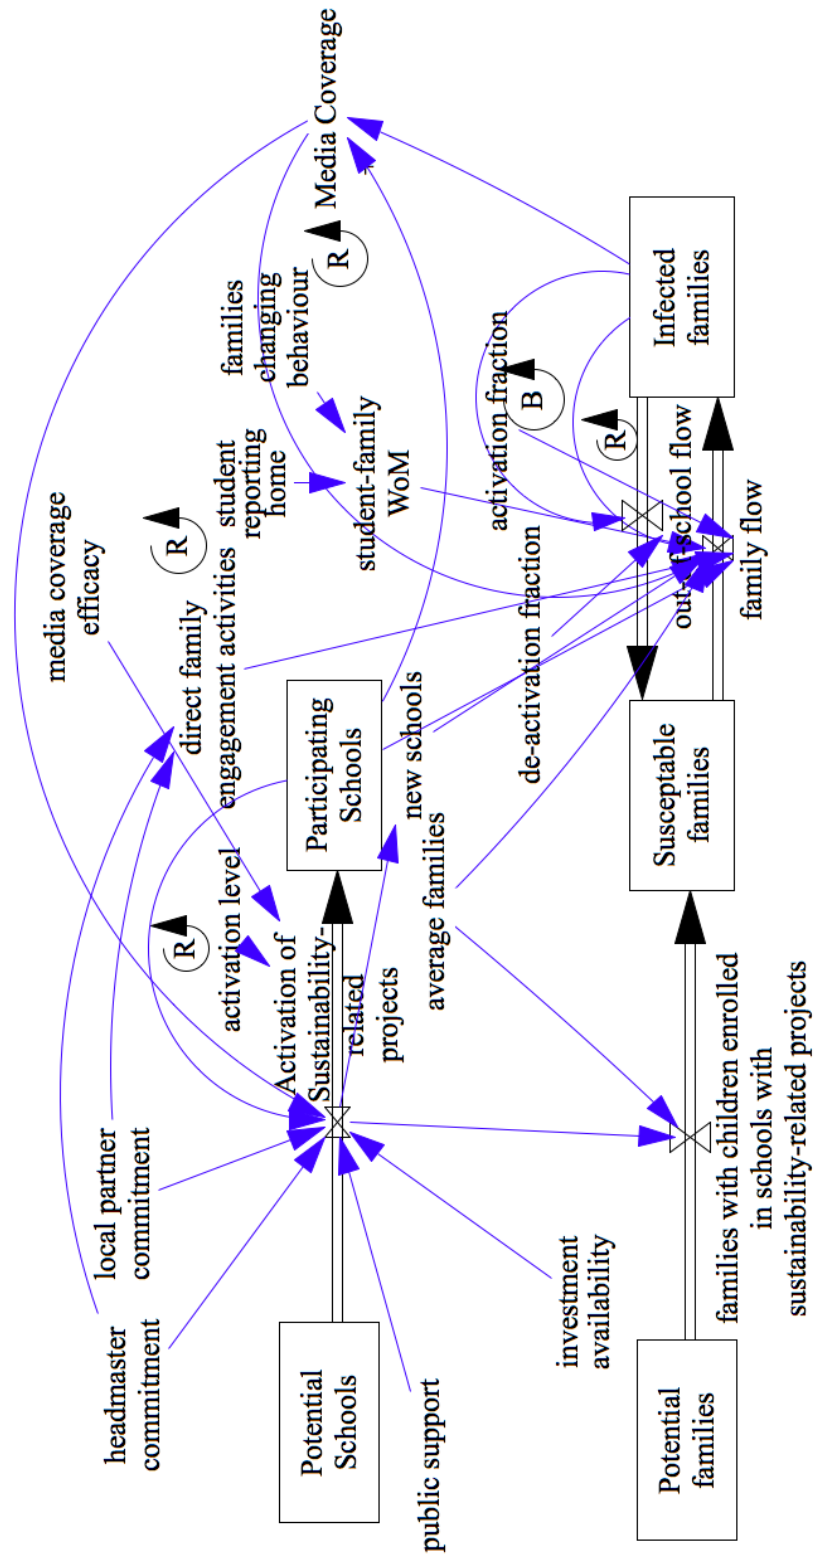 headmaster
commitment
local partner
commitment
media coverage
efficacy
direct family
engagement activities
activation level
student
reporting
home
families
changing
behaviour
Media Coverage
R
R
R
+
student-family
WoM
Potential
Schools
Activation of
Sustainability-
related
projects
Participating
Schools
new schools
average families
public support
investment
availability
activation fraction
de-activation fraction
B
R
out-of-school flow
family flow
Potential
families
families with children enrolled
in schools with
sustainability-related projects
Susceptable
families
Infected
families